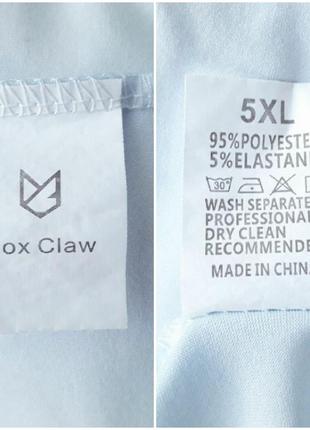 ox Claw
5XL
95%POLYESTE
5%ELASTAN
30°
WASH SEPARATE
PROFESSIONAL
DRY CLEAN
RECOMMENDE
MADE IN CHINA